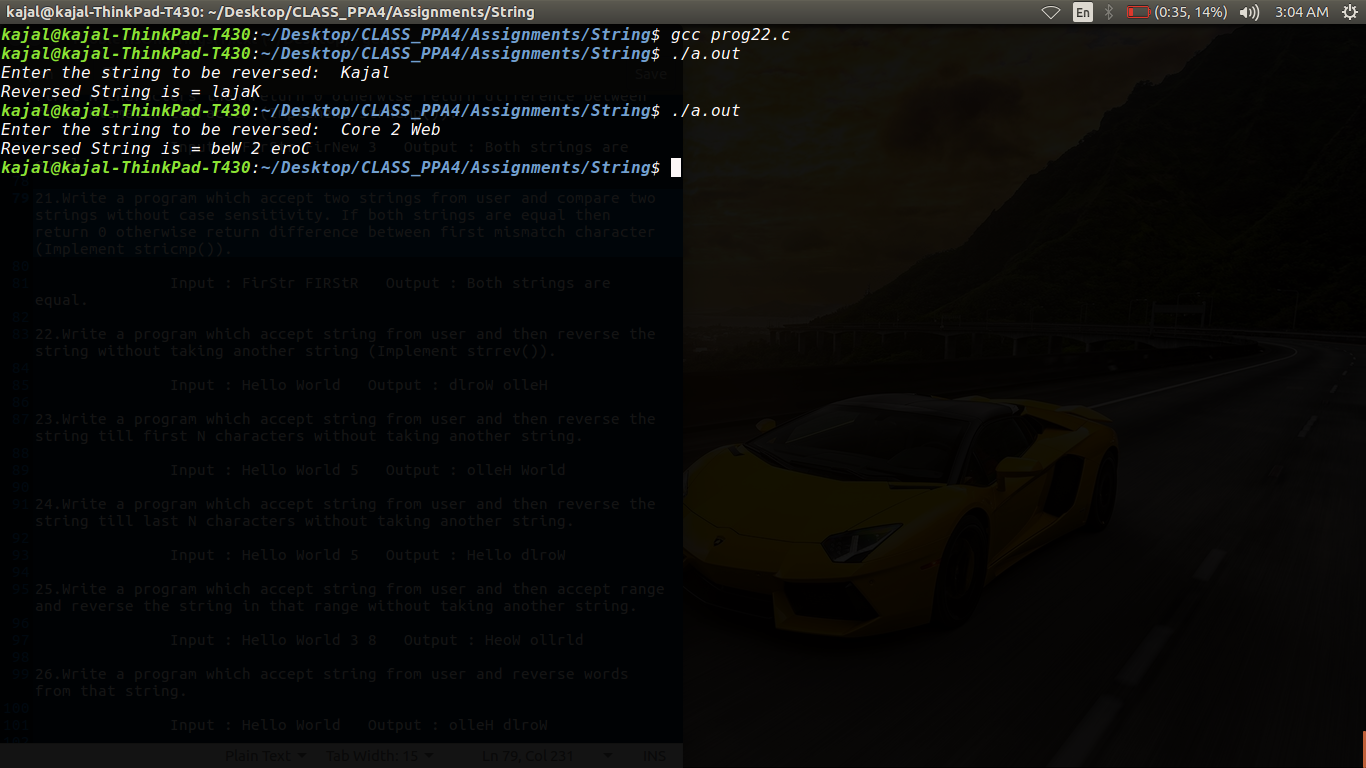 kajal@kajal-ThinkPad-T430: ~/Desktop/CLASS_PPA4/Assignments/String
En (0:35, 14%) 3:04 AM
kajal@kajal-ThinkPad-T430:~/Desktop/CLASS_PPA4/Assignments/String$ gcc prog22.c
kajal@kajal-ThinkPad-T430:~/Desktop/CLASS_PPA4/Assignments/String$ ./a.out
Enter the string to be reversed:  Kajal
Save
Reversed String is = lajaK
kajal@kajal-ThinkPad-T430:~/Desktop/CLASS_PPA4/Assignments/String$ ./a.out
Enter the string to be reversed:  Core 2 Web
Reversed String is = beW 2 eroC
Output : Both strings are
kajal@kajal-ThinkPad-T430:~/Desktop/CLASS_PPA4/Assignments/String$
79 21.Write a program which accept two strings from user and compare two
strings without case sensitivity. If both strings are equal then
return 0 otherwise return difference between first mismatch character
(Implement stricmp()).
Input : FirStr FIRStR   Output : Both strings are
equal.
22.Write a program which accept string from user and then reverse the
string without taking another string (Implement strrev()).
Input : Hello World   Output : dlroW olleH
23.Write a program which accept string from user and then reverse the
string till first N characters without taking another string.
Input : Hello World 5   Output : olleH World
24.Write a program which accept string from user and then reverse the
string till last N characters without taking another string.
Input : Hello World 5   Output : Hello dlroW
25.Write a program which accept string from user and then accept range
and reverse the string in that range without taking another string.
Input : Hello World 3 8   Output : HeoW ollrld
26.Write a program which accept string from user and reverse words
from that string.
Input : Hello World   Output : olleH dlroW
Plain Text   Tab Width: 15   Ln 79, Col 231   INS